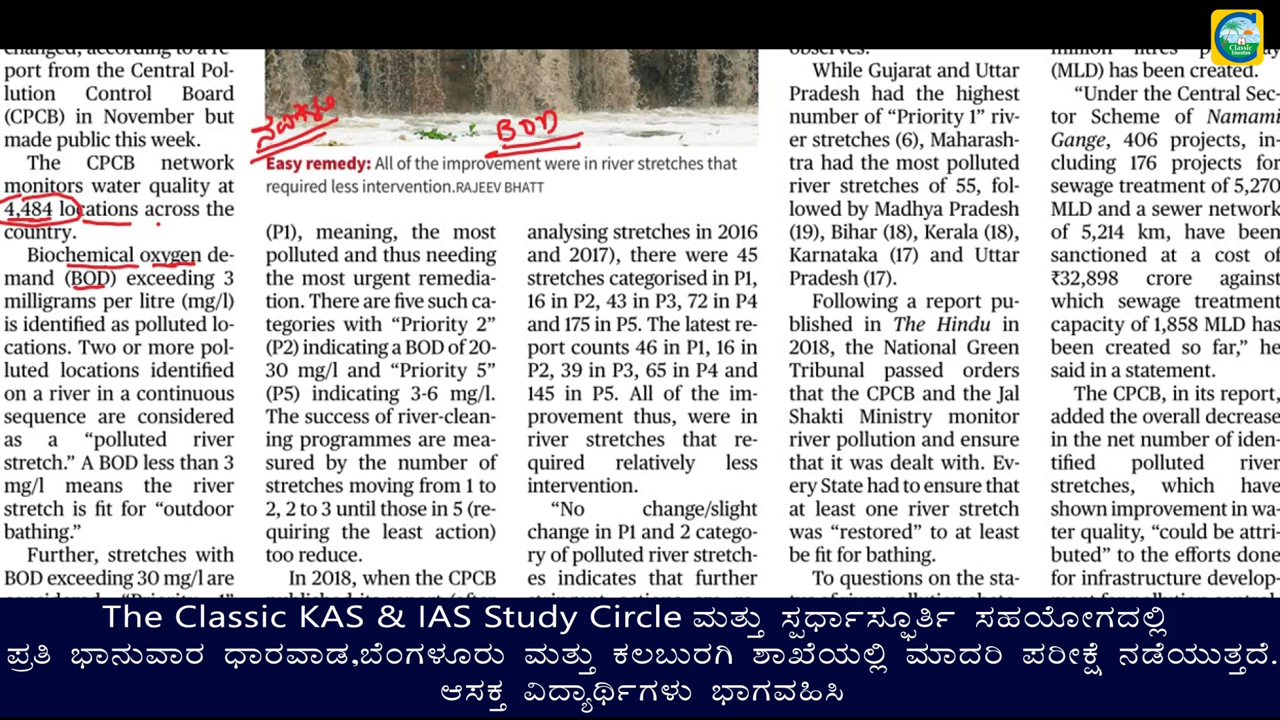 changed, according to a re-
port from the Central Pol-
lution Control Board
(CPCB) in November but
made public this week.
The CPCB network
monitors water quality at
4,484 locations across the
country.
Biochemical oxygen de-
mand (BOD) exceeding 3
milligrams per litre (mg/l)
is identified as polluted lo-
cations. Two or more pol-
luted locations identified
on a river in a continuous
sequence are considered
as a “polluted river
stretch.” A BOD less than 3
mg/l means the river
stretch is fit for “outdoor
bathing.”
Further, stretches with
BOD exceeding 30 mg/l are
considered “Priority 1”
BOD
Easy remedy: All of the improvement were in river stretches that
required less intervention. RAJEEV BHATT
(P1), meaning, the most
polluted and thus needing
the most urgent remedia-
tion. There are five such ca-
tegories with “Priority 2”
(P2) indicating a BOD of 20-
30 mg/l and “Priority 5”
(P5) indicating 3-6 mg/l.
The success of river-clean-
ing programmes are mea-
sured by the number of
stretches moving from 1 to
2, 2 to 3 until those in 5 (re-
quiring the least action)
too reduce.
In 2018, when the CPCB
published its report (after
analysing stretches in 2016
and 2017), there were 45
stretches categorised in P1,
16 in P2, 43 in P3, 72 in P4
and 175 in P5. The latest re-
port counts 46 in P1, 16 in
P2, 39 in P3, 65 in P4 and
145 in P5. All of the im-
provement thus, were in
river stretches that re-
quired relatively less
intervention.
“No change/slight
change in P1 and 2 catego-
ry of polluted river stretch-
es indicates that further
observes.
While Gujarat and Uttar
Pradesh had the highest
number of “Priority 1” riv-
er stretches (6), Maharash-
tra had the most polluted
river stretches of 55, fol-
lowed by Madhya Pradesh
(19), Bihar (18), Kerala (18),
Karnataka (17) and Uttar
Pradesh (17).
Following a report pu-
blished in The Hindu in
2018, the National Green
Tribunal passed orders
that the CPCB and the Jal
Shakti Ministry monitor
river pollution and ensure
that it was dealt with. Ev-
ery State had to ensure that
at least one river stretch
was “restored” to at least
be fit for bathing.
To questions on the sta-
million litres
(MLD) has been created.
“Under the Central Sec-
tor Scheme of Namami
Gange, 406 projects, in-
cluding 176 projects for
sewage treatment of 5,270
MLD and a sewer network
of 5,214 km, have been
sanctioned at a cost of
₹32,898 crore against
which sewage treatment
capacity of 1,858 MLD has
been created so far,” he
said in a statement.
The CPCB, in its report,
added the overall decrease
in the net number of iden-
tified polluted river
stretches, which have
shown improvement in wa-
ter quality, “could be attri-
buted” to the efforts done
for infrastructure develop-
Classic
Education
The Classic KAS & IAS Study Circle ಮತ್ತು ಸ್ಪರ್ಧಾಸ್ಫೂರ್ತಿ ಸಹಯೋಗದಲ್ಲಿ
ಪ್ರತಿ ಭಾನುವಾರ ಧಾರವಾಡ,ಬೆಂಗಳೂರು ಮತ್ತು ಕಲಬುರಗಿ ಶಾಖೆಯಲ್ಲಿ ಮಾದರಿ ಪರೀಕ್ಷೆ ನಡೆಯುತ್ತದೆ.
ಆಸಕ್ತ ವಿದ್ಯಾರ್ಥಿಗಳು ಭಾಗವಹಿಸಿ